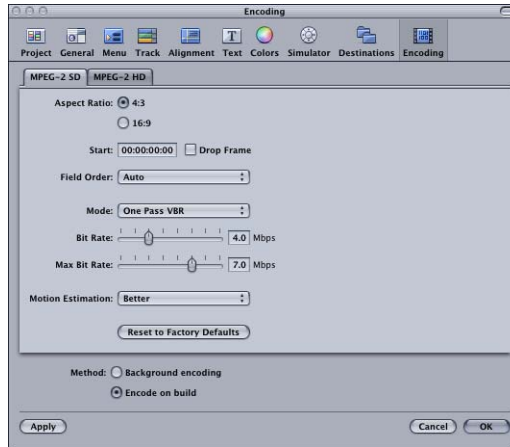 Encoding
Project General Menu Track Alignment Text Colors Simulator Destinations Encoding
MPEG-2 SD MPEG-2 HD
Aspect Ratio: 4:3
16:9
Start: 00:00:00:00 Drop Frame
Field Order: Auto
Mode: One Pass VBR
Bit Rate: 4.0 Mbps
Max Bit Rate: 7.0 Mbps
Motion Estimation: Better
Reset to Factory Defaults
Method: Background encoding
Encode on build
Apply Cancel OK